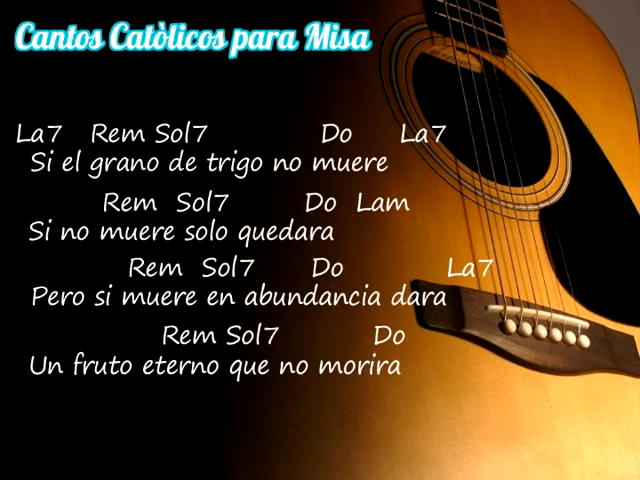 Cantos Catòlicos para Misa
La7 Rem Sol7 Do La7
Si el grano de trigo no muere
Rem Sol7 Do Lam
Si no muere solo quedara
Rem Sol7 Do La7
Pero si muere en abundancia dara
Rem Sol7 Do
Un fruto eterno que no morira